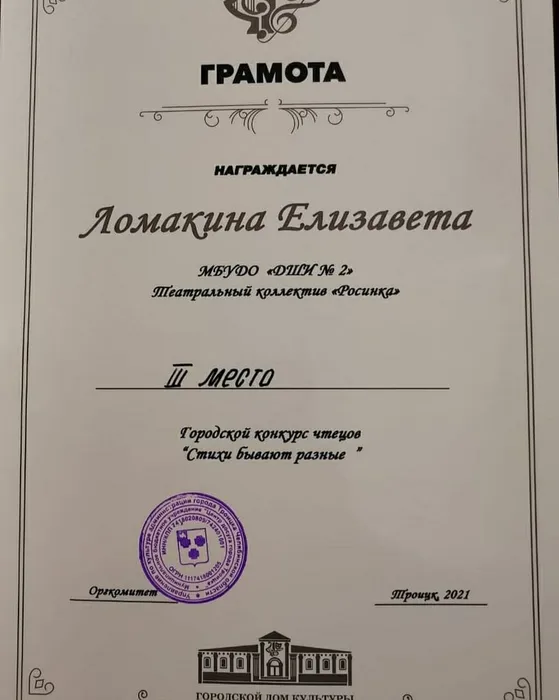 ГРАМОТА
НАГРАЖДАЕТСЯ
Ломакина Елизавета
МБУДО «ДШИ № 2»
Театральный коллектив «Росинка»
III место
Городской конкурс чтецов
"Стихи бывают разные "
Оргкомитет
Троицк, 2021
ГОРОДСКОЙ ДОМ КУЛЬТУРЫ